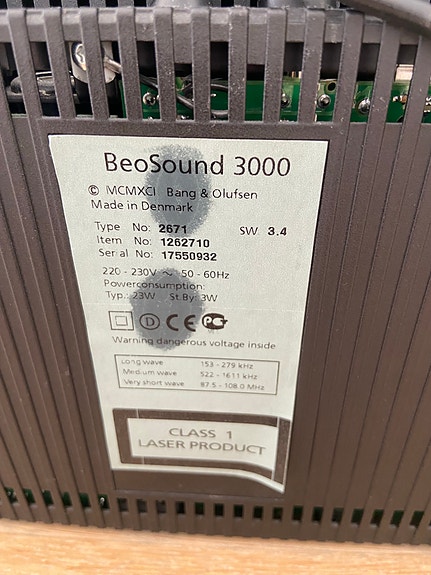 BeoSound 3000
© MCMXCI Bang & Olufsen
Made in Denmark
Type No: 2671 SW 3.4
Item No: 1262710
Serial No: 17550932
220 - 230V ~ 50 - 60Hz
Powerconsumption:
Typ.: 23W St.By: 3W
D CE PG
Warning dangerous voltage inside
Long wave 153 - 279 kHz
Medium wave 522 - 1611 kHz
Very short wave 87.5 - 108.0 MHz
CLASS 1
LASER PRODUCT